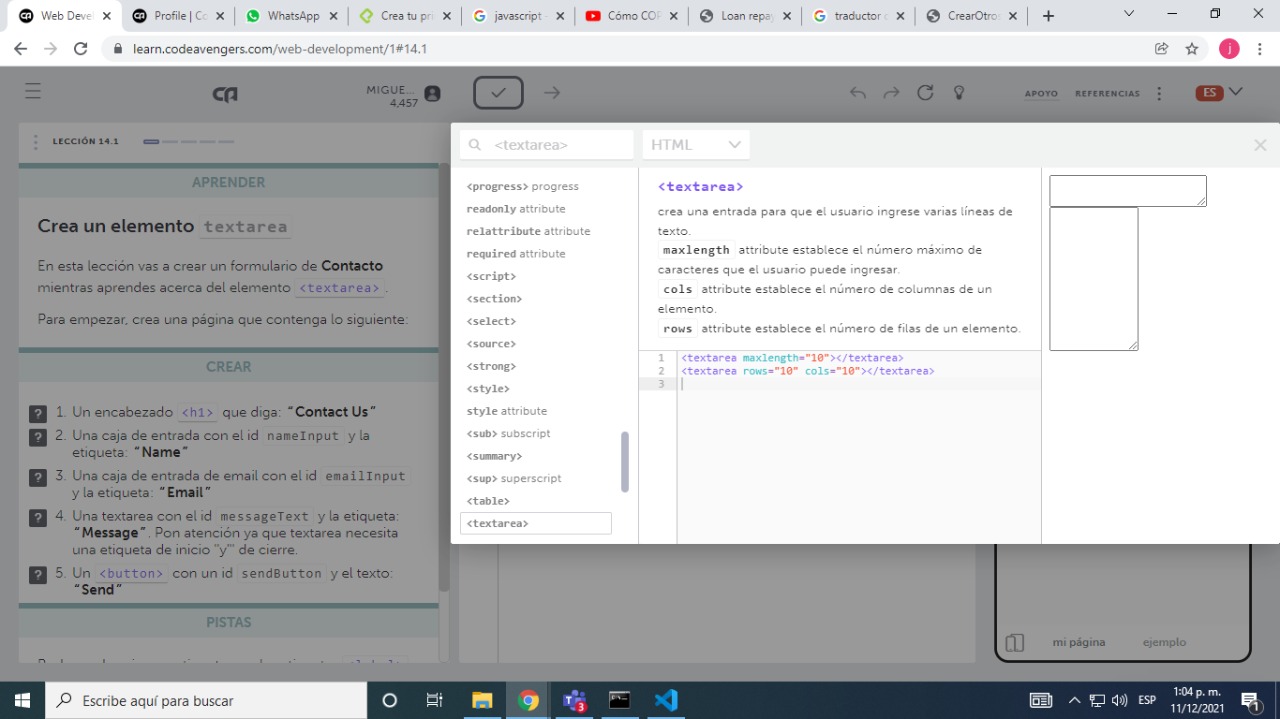 Web Devel
Profile | Co
WhatsApp
Crea tu pri
javascript -
Cómo COP
Loan repay
traductor d
CrearOtros
learn.codeavengers.com/web-development/1#14.1
j
MIGUE...
4,457
APOYO
REFERENCIAS
ES
LECCIÓN 14.1
APRENDER
Crea un elemento textarea
En esta lección vas a crear un formulario de Contacto
mientras aprendes acerca del elemento <textarea>.
Para empezar, crea una página que contenga lo siguiente:
CREAR
1. Un encabezado <h1> que diga: “Contact Us”
2. Una caja de entrada con el id nameInput y la
etiqueta: “Name”
3. Una caja de entrada de email con el id emailInput
y la etiqueta: “Email”
4. Una textarea con el id messageText y la etiqueta:
“Message”. Pon atención ya que textarea necesita
una etiqueta de inicio "y"' de cierre.
5. Un <button> con un id sendButton y el texto:
“Send”
PISTAS
<textarea>
HTML
<progress> progress
readonly attribute
relattribute attribute
required attribute
<script>
<section>
<select>
<source>
<strong>
<style>
style attribute
<sub> subscript
<summary>
<sup> superscript
<table>
<textarea>
<textarea>
crea una entrada para que el usuario ingrese varias líneas de
texto.
maxlength attribute establece el número máximo de
caracteres que el usuario puede ingresar.
cols attribute establece el número de columnas de un
elemento.
rows attribute establece el número de filas de un elemento.
1 <textarea maxlength="10"></textarea>
2 <textarea rows="10" cols="10"></textarea>
3
mi página
ejemplo
Escribe aquí para buscar
3
ESP
1:04 p. m.
11/12/2021
1